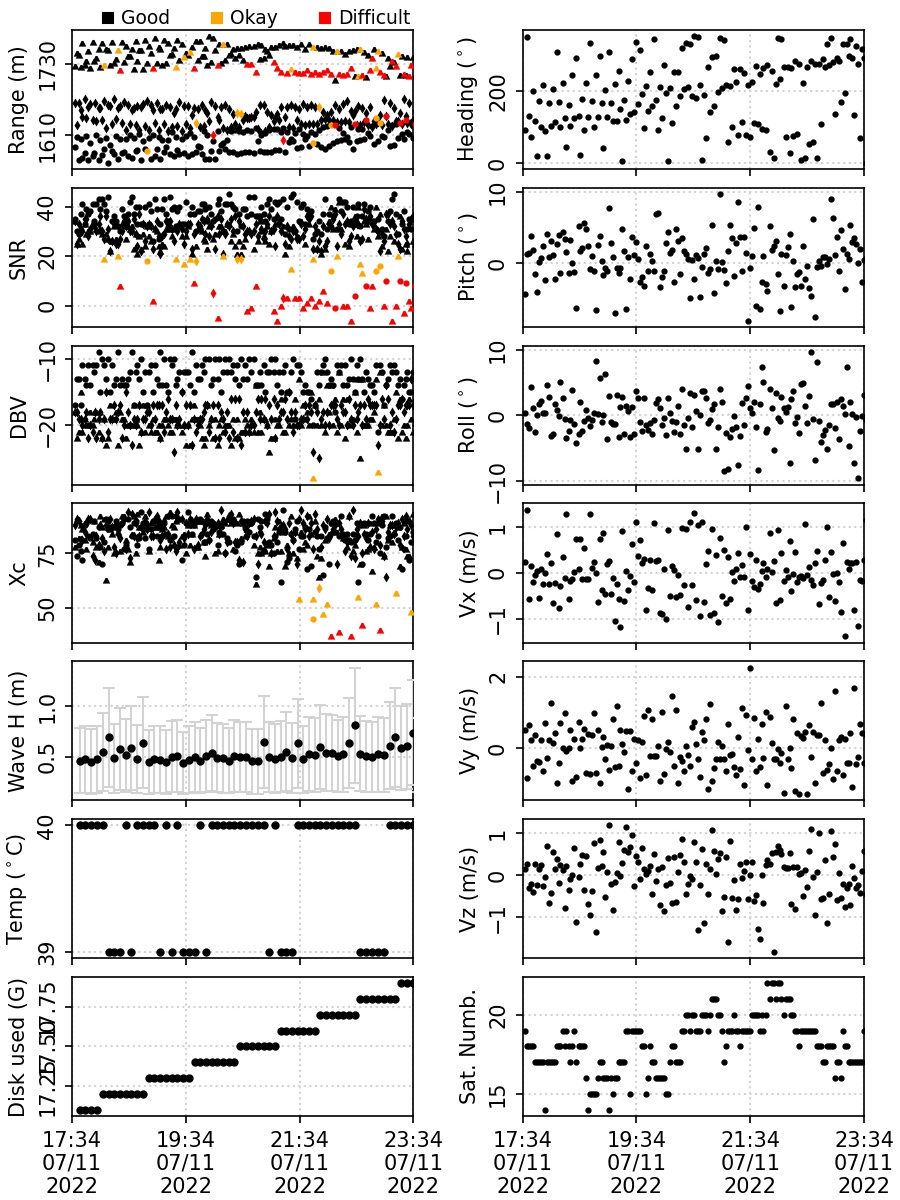 Good Okay Difficult
Range (m)
1730
1610
Heading (°)
200
0
SNR
40
20
0
Pitch (°)
10
0
DBV
−10
−20
Roll (°)
10
0
−10
Xc
75
50
Vx (m/s)
1
0
−1
Wave H (m)
1.0
0.5
Vy (m/s)
2
0
Temp (°C)
40
39
Vz (m/s)
1
0
−1
Disk used (G)
17.75
17.50
17.25
Sat. Numb.
20
15
17:34 19:34 21:34 23:34 17:34 19:34 21:34 23:34
07/11 07/11 07/11 07/11 07/11 07/11 07/11 07/11
2022 2022 2022 2022 2022 2022 2022 2022